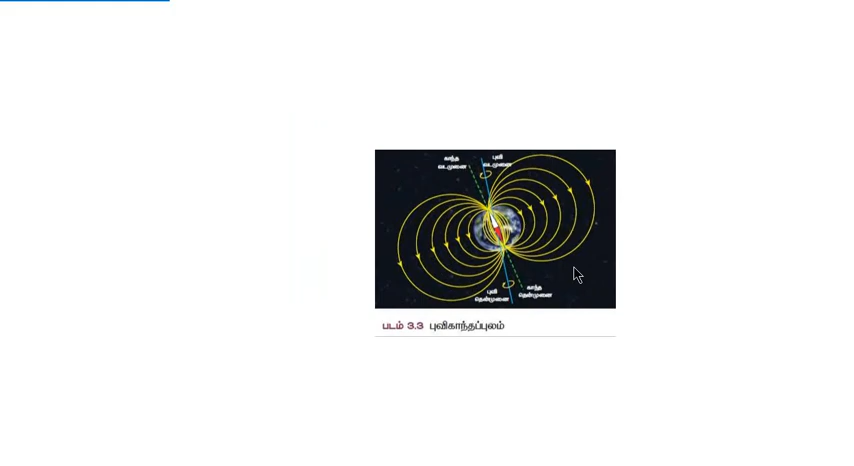 காந்த
வடமுனை
புவி
வடமுனை
புவி
தென்முனை
காந்த
தென்முனை
படம் 3.3 புவிகாந்தப்புலம்